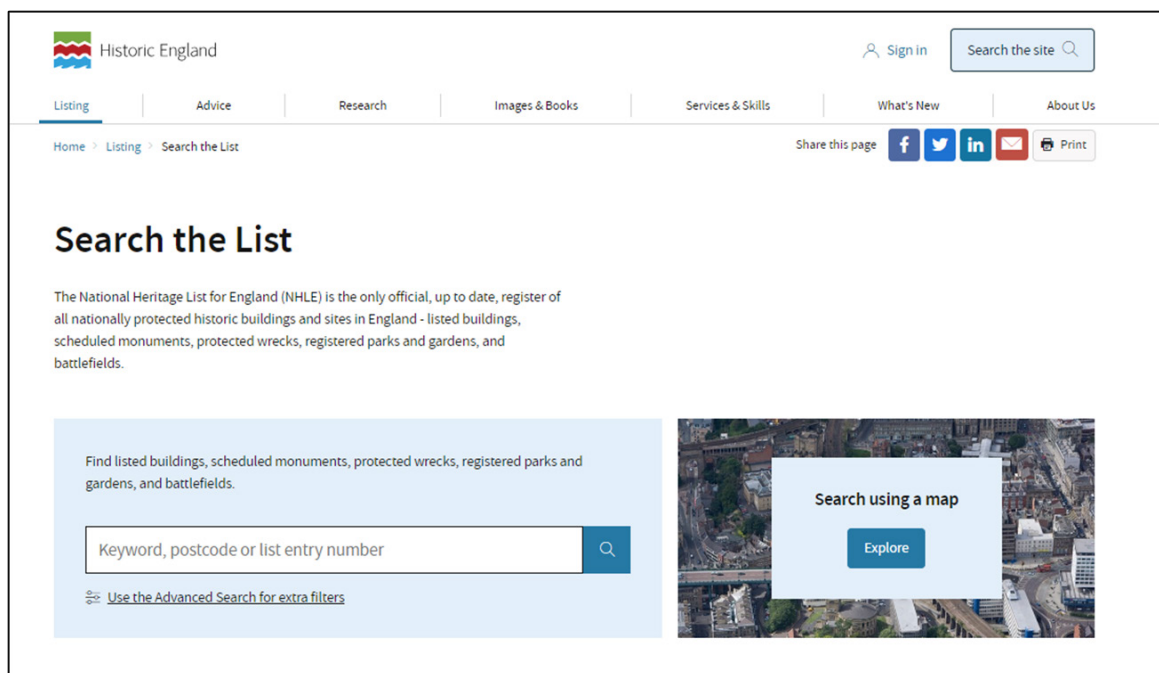 Historic England
Sign in
Search the site
Listing
Advice
Research
Images & Books
Services & Skills
What's New
About Us
Home > Listing > Search the List
Share this page
Print
Search the List
The National Heritage List for England (NHLE) is the only official, up to date, register of
all nationally protected historic buildings and sites in England - listed buildings,
scheduled monuments, protected wrecks, registered parks and gardens, and
battlefields.
Find listed buildings, scheduled monuments, protected wrecks, registered parks and
gardens, and battlefields.
Keyword, postcode or list entry number
Use the Advanced Search for extra filters
Search using a map
Explore